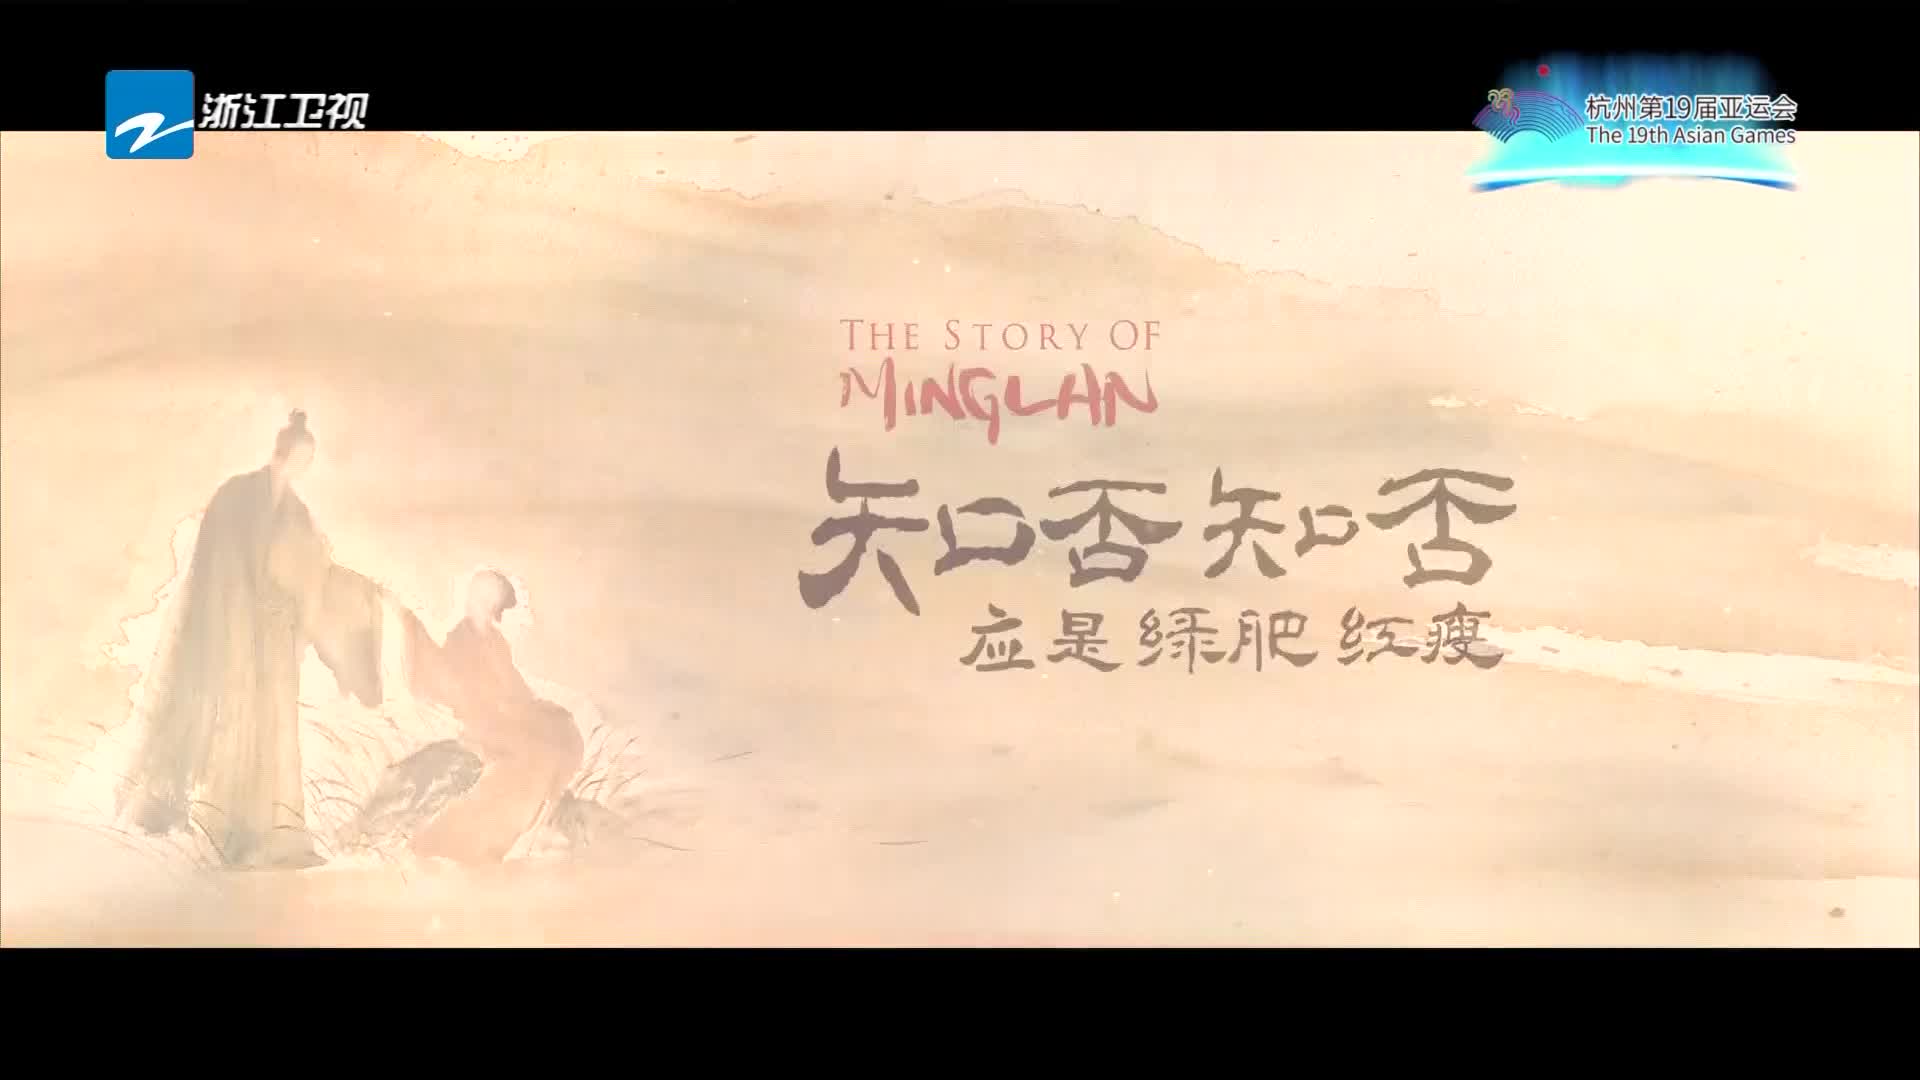 浙江卫视
杭州第19届亚运会
The 19th Asian Games
THE STORY OF
MINGLAN
知否知否
应是绿肥红瘦